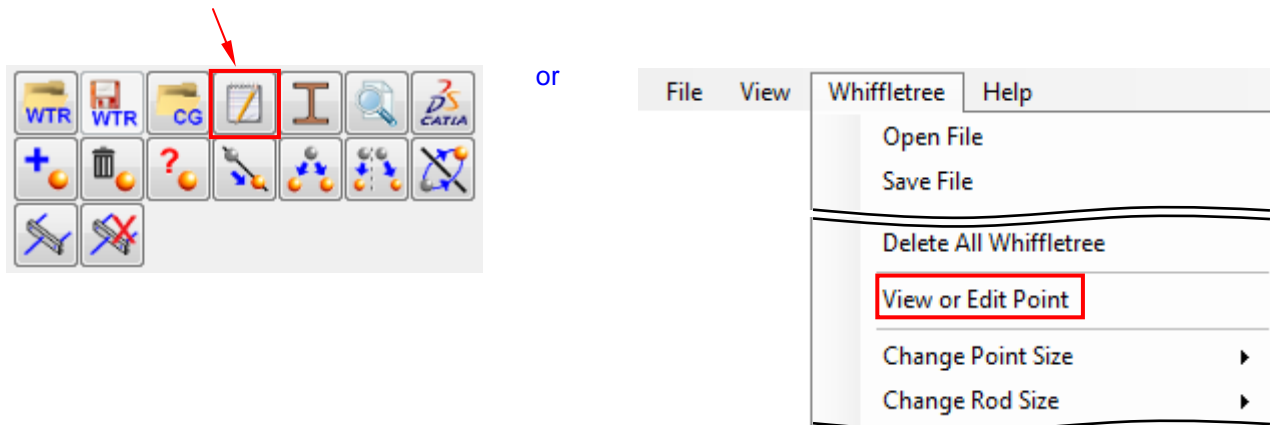 WTR
WTR
CG
DS
CATIA
?
or
File View Whiffletree Help
Open File
Save File
Delete All Whiffletree
View or Edit Point
Change Point Size
Change Rod Size